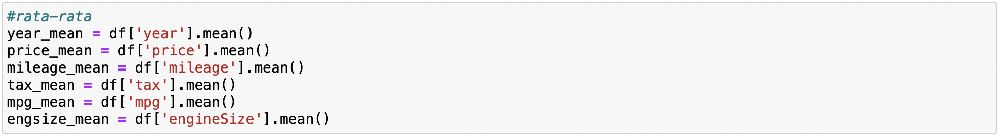 #rata-rata
year_mean = df['year'].mean()
price_mean = df['price'].mean()
mileage_mean = df['mileage'].mean()
tax_mean = df['tax'].mean()
mpg_mean = df['mpg'].mean()
engsize_mean = df['engineSize'].mean()